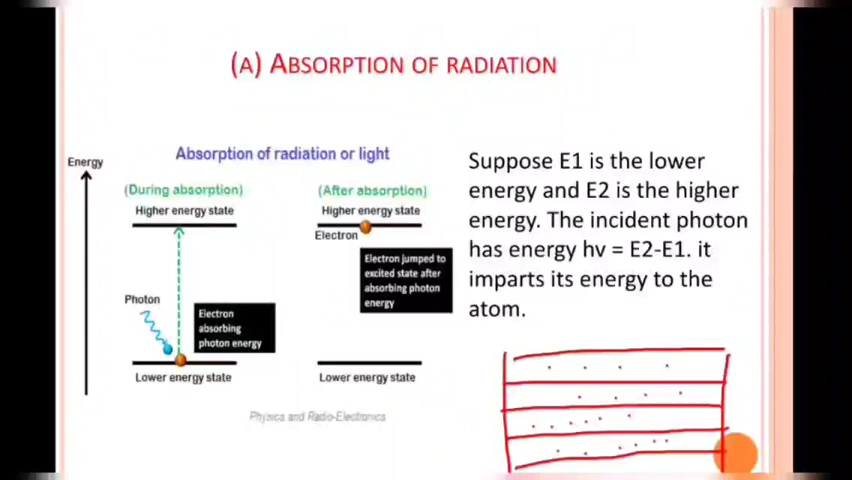 (A) ABSORPTION OF RADIATION
Absorption of radiation or light
Energy
(During absorption)
Higher energy state
Photon
Electron
absorbing
photon energy
Lower energy state
(After absorption)
Higher energy state
Electron
Electron jumped to
excited state after
absorbing photon
energy
Lower energy state
Physics and Radio-Electronics
Suppose E1 is the lower
energy and E2 is the higher
energy. The incident photon
has energy hv = E2-E1. it
imparts its energy to the
atom.